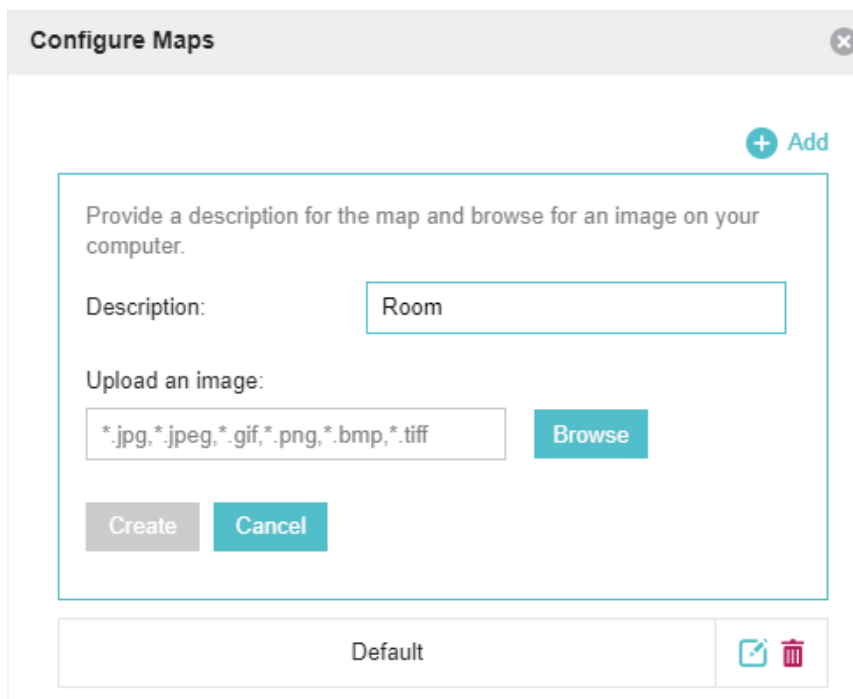 Configure Maps
Add
Provide a description for the map and browse for an image on your
computer.
Description:
Room
Upload an image:
*.jpg,*.jpeg,*.gif,*.png,*.bmp,*.tiff
Browse
Create
Cancel
Default